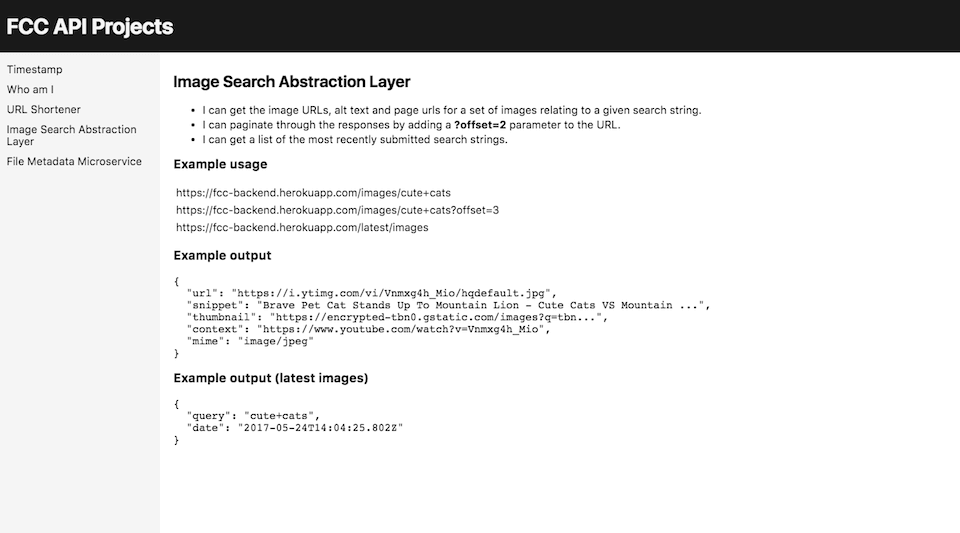 FCC API Projects
Timestamp
Who am I
URL Shortener
Image Search Abstraction
Layer
File Metadata Microservice
Image Search Abstraction Layer
• I can get the image URLs, alt text and page urls for a set of images relating to a given search string.
• I can paginate through the responses by adding a ?offset=2 parameter to the URL.
• I can get a list of the most recently submitted search strings.
Example usage
https://fcc-backend.herokuapp.com/images/cute+cats
https://fcc-backend.herokuapp.com/images/cute+cats?offset=3
https://fcc-backend.herokuapp.com/latest/images
Example output
{
"url": "https://i.ytimg.com/vi/Vnmxg4h_Mio/hqdefault.jpg",
"snippet": "Brave Pet Cat Stands Up To Mountain Lion - Cute Cats VS Mountain ...",
"thumbnail": "https://encrypted-tbn0.gstatic.com/images?q=tbn...",
"context": "https://www.youtube.com/watch?v=Vnmxg4h_Mio",
"mime": "image/jpeg"
}
Example output (latest images)
{
"query": "cute+cats",
"date": "2017-05-24T14:04:25.802Z"
}